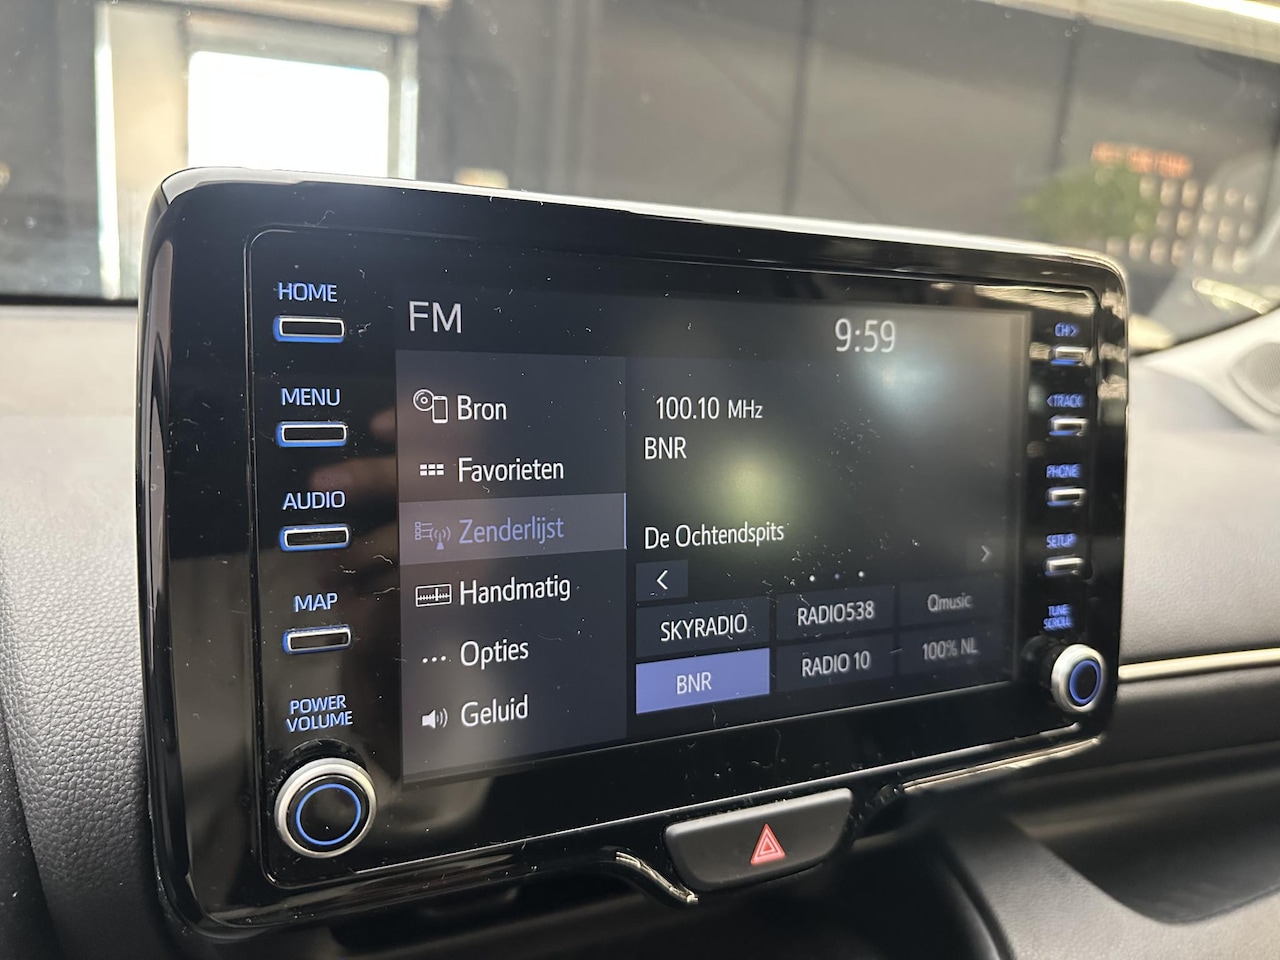 HOME
MENU
AUDIO
MAP
POWER
VOLUME
FM
9:59
Bron
Favorieten
Zenderlijst
Handmatig
Opties
Geluid
100.10 MHz
BNR
De Ochtendspits
SKYRADIO
RADIO538
Qmusic
BNR
RADIO 10
100% NL
CH>
<TRACK
PHONE
SETUP
TUNE
SCROLL